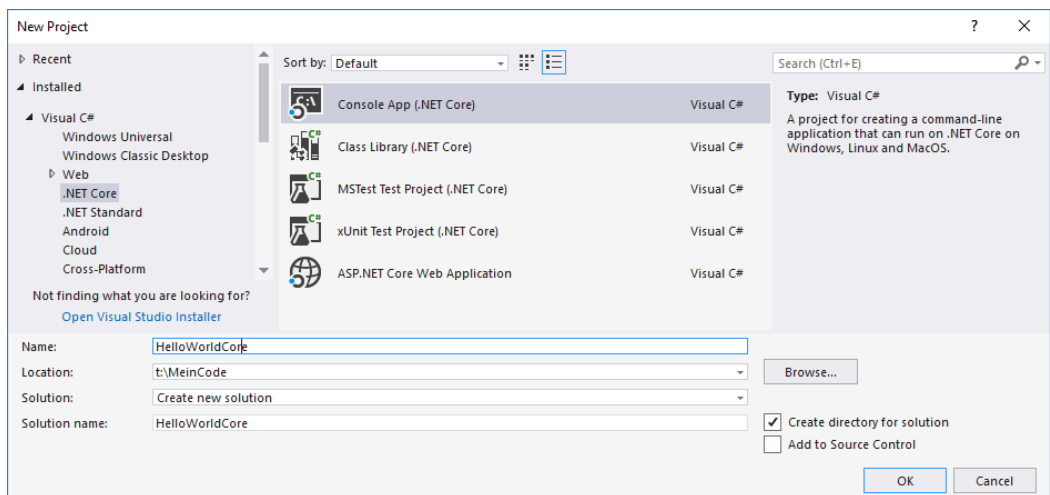 New Project
?
Recent
Installed
Visual C#
Windows Universal
Windows Classic Desktop
Web
.NET Core
.NET Standard
Android
Cloud
Cross-Platform
Not finding what you are looking for?
Open Visual Studio Installer
Sort by: Default
C:\
Console App (.NET Core) Visual C#
C#
Class Library (.NET Core) Visual C#
C#
MSTest Test Project (.NET Core) Visual C#
C#
xUnit Test Project (.NET Core) Visual C#
ASP.NET Core Web Application Visual C#
Search (Ctrl+E)
Type: Visual C#
A project for creating a command-line
application that can run on .NET Core on
Windows, Linux and MacOS.
Name: HelloWorldCore
Location: t:\MeinCode
Browse...
Solution: Create new solution
Solution name: HelloWorldCore
Create directory for solution
Add to Source Control
OK Cancel